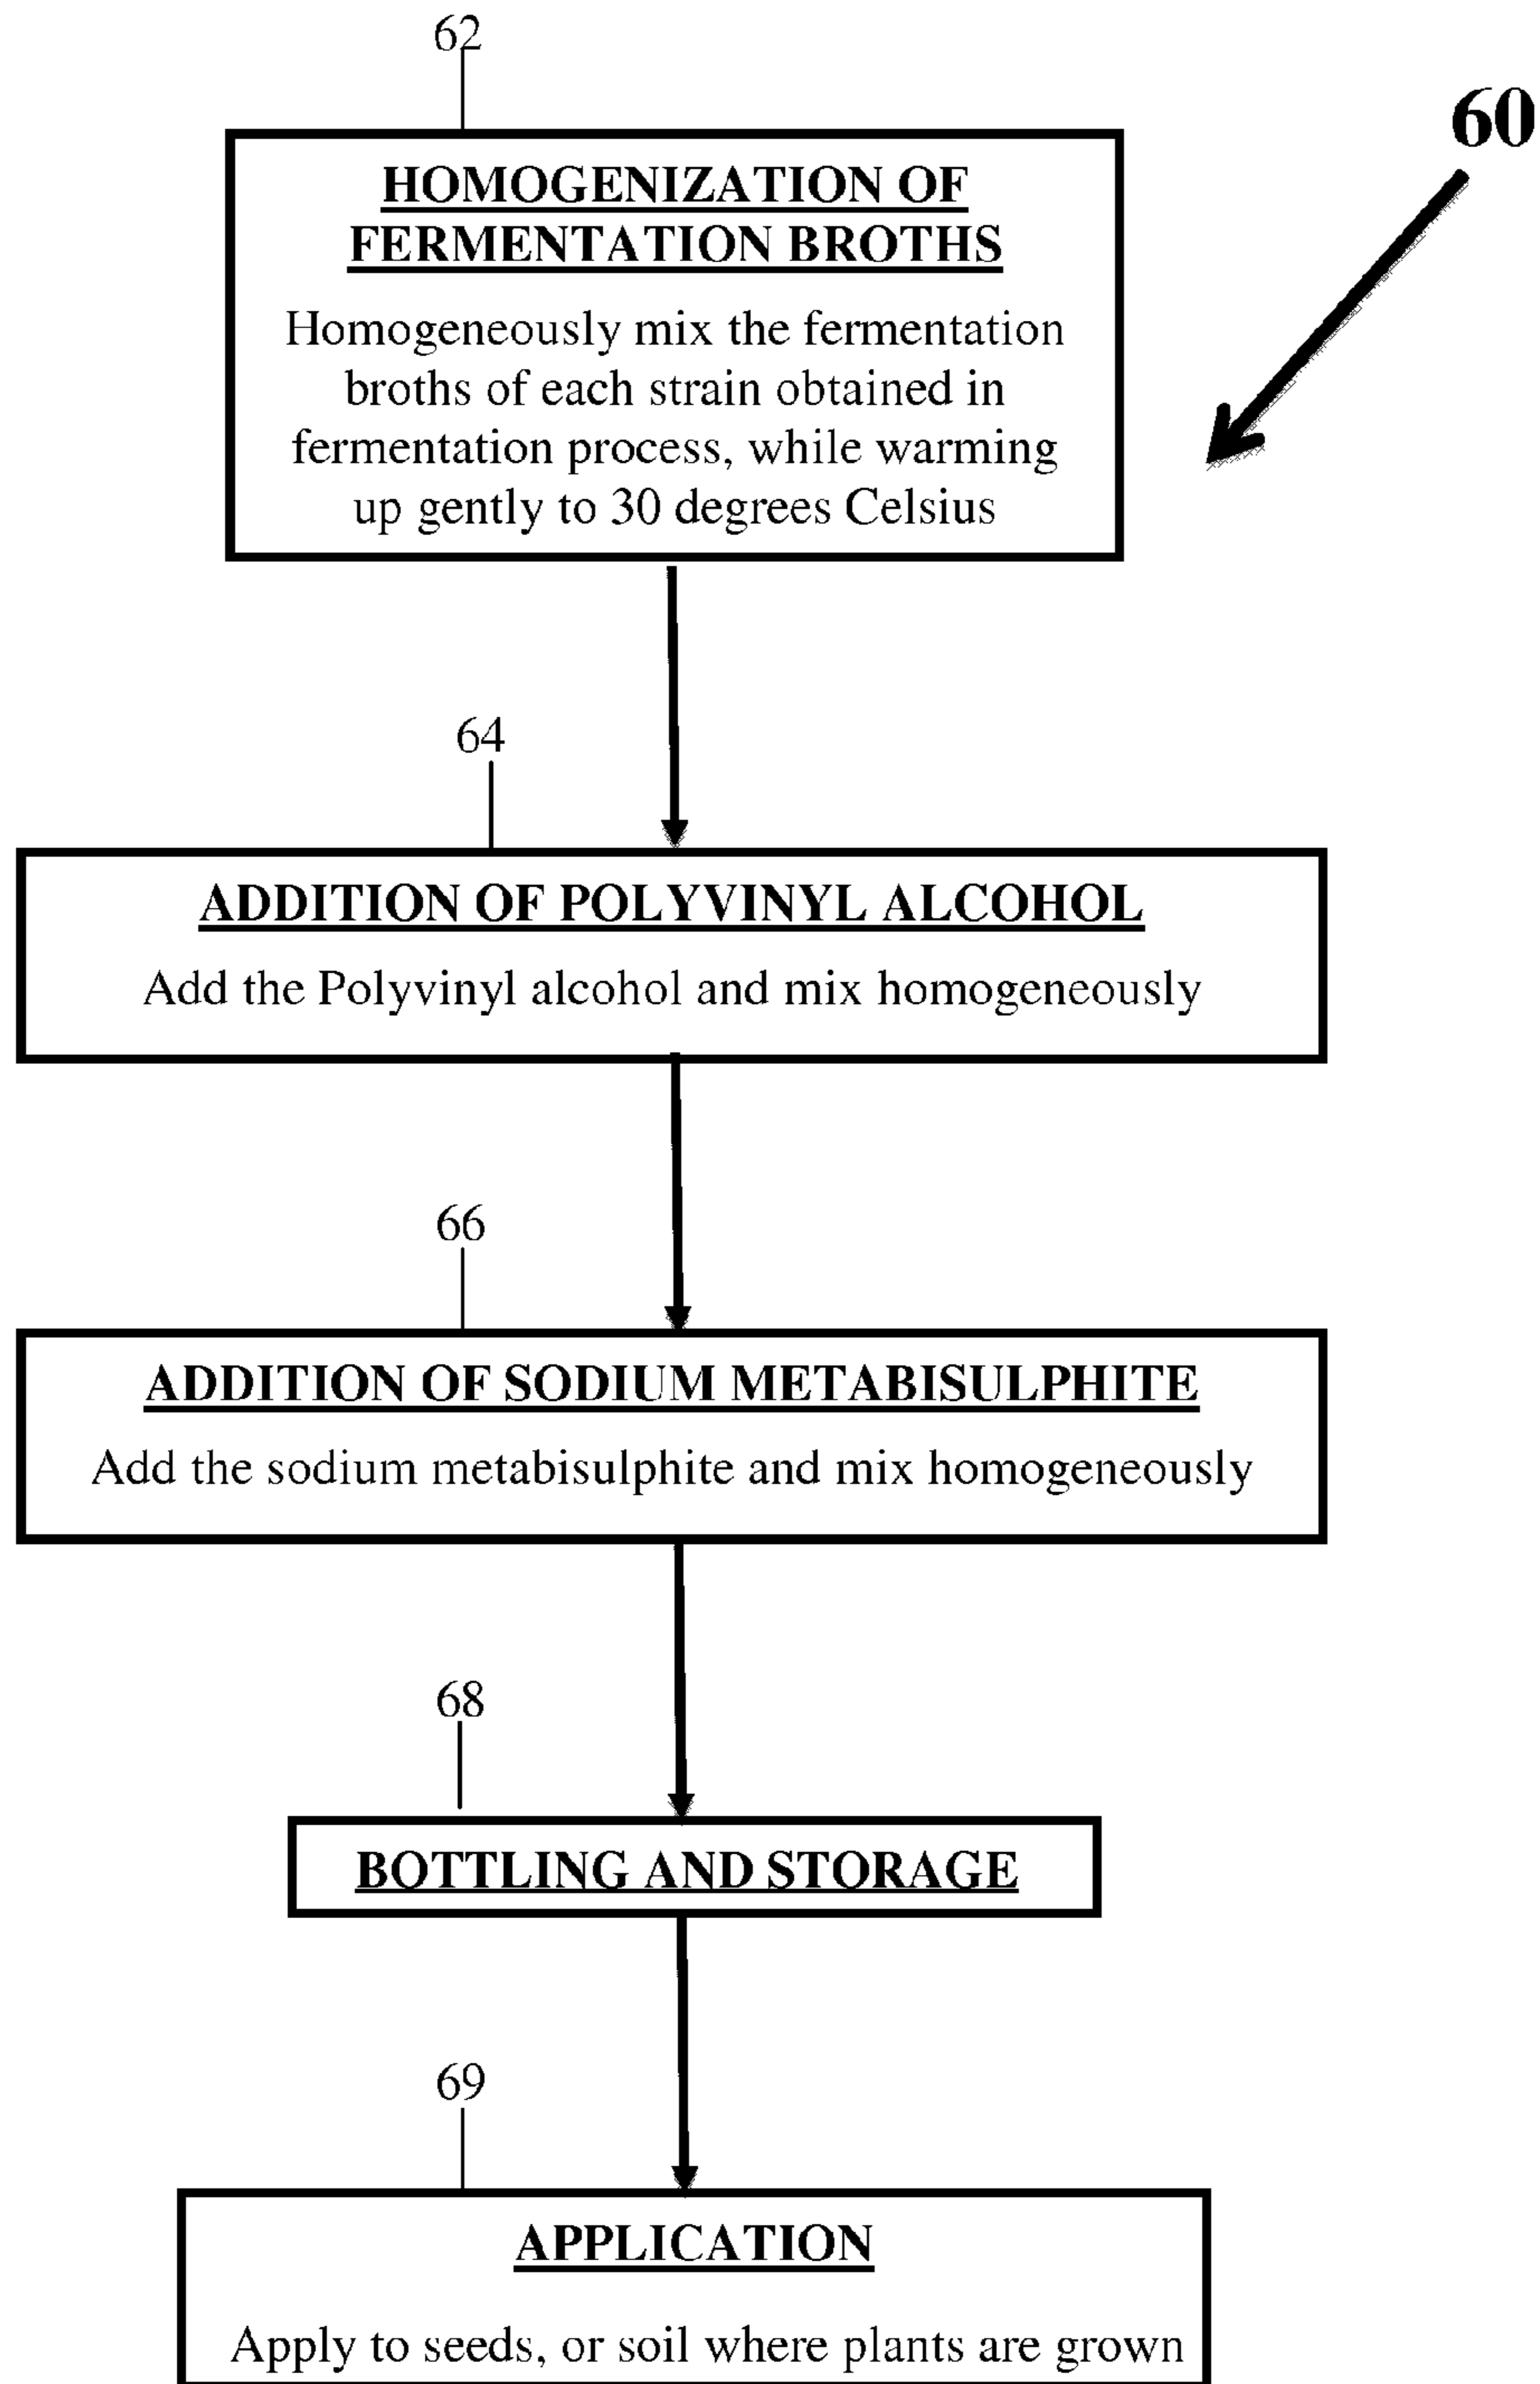 62
60
HOMOGENIZATION OF
FERMENTATION BROTHS
Homogeneously mix the fermentation
broths of each strain obtained in
fermentation process, while warming
up gently to 30 degrees Celsius
64
ADDITION OF POLYVINYL ALCOHOL
Add the Polyvinyl alcohol and mix homogeneously
66
ADDITION OF SODIUM METABISULPHITE
Add the sodium metabisulphite and mix homogeneously
68
BOTTLING AND STORAGE
69
APPLICATION
Apply to seeds, or soil where plants are grown